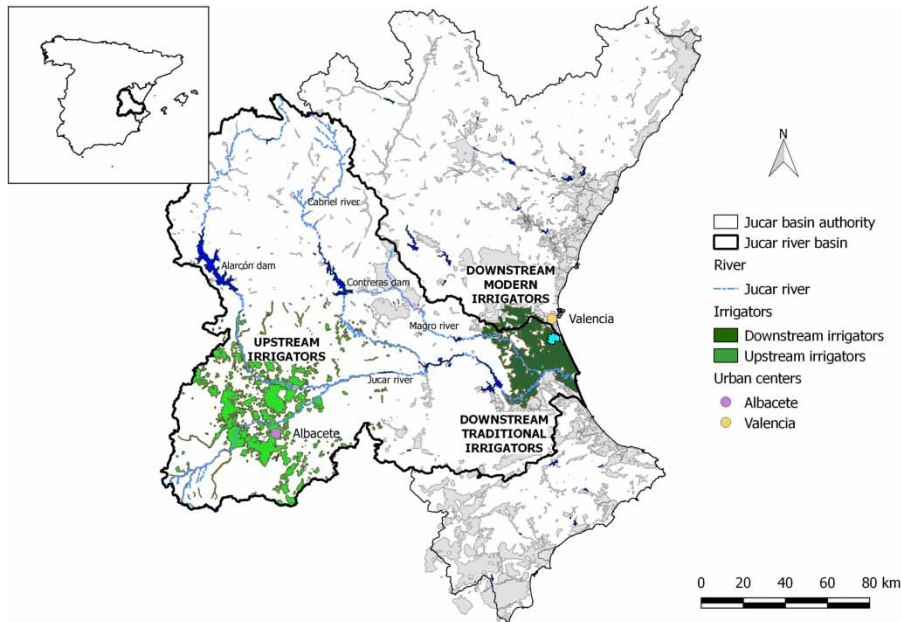 N
Cabriel river
Alarcón dam
Contreras dam
DOWNSTREAM
MODERN
IRRIGATORS
Valencia
Magro river
UPSTREAM
IRRIGATORS
Jucar river
Albacete
DOWNSTREAM
TRADITIONAL
IRRIGATORS
Jucar basin authority
Jucar river basin
River
Jucar river
Irrigators
Downstream irrigators
Upstream irrigators
Urban centers
Albacete
Valencia
0 20 40 60 80 km